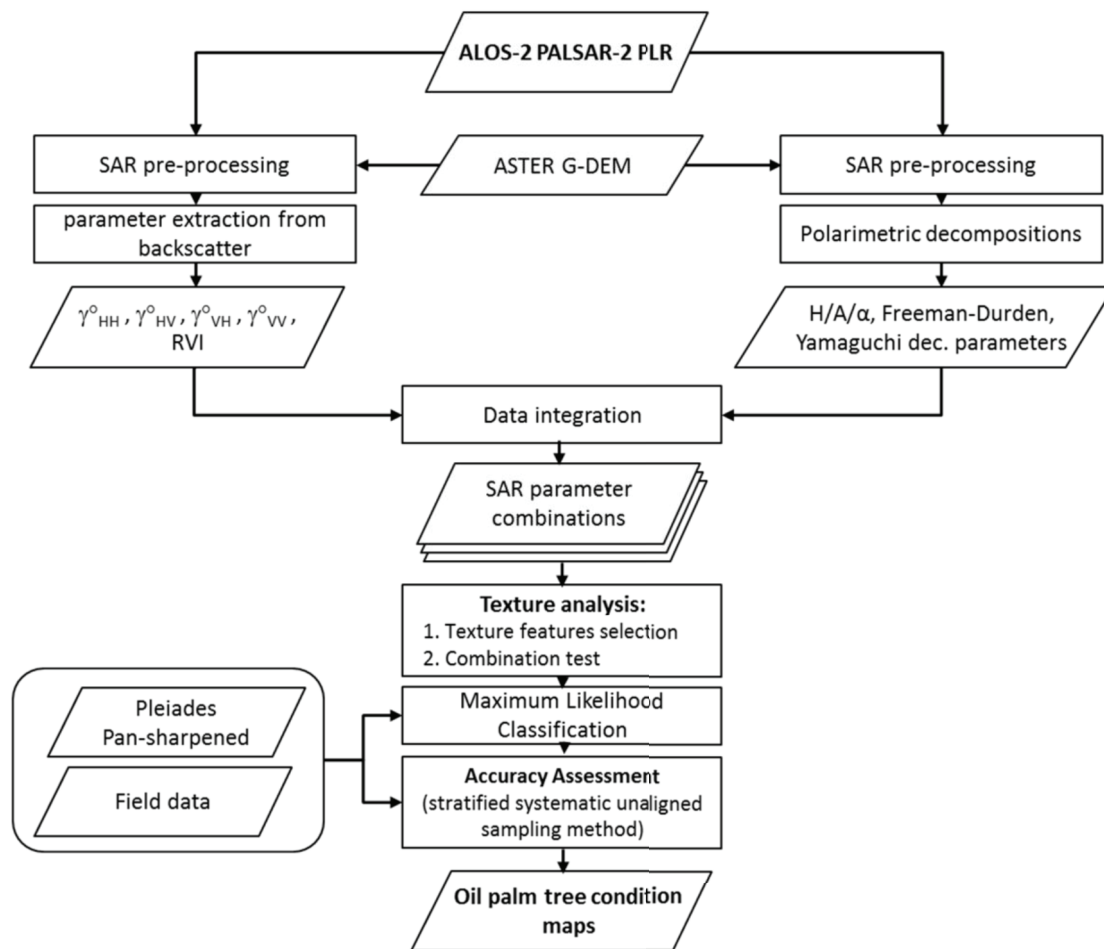 ALOS-2 PALSAR-2 PLR
SAR pre-processing
ASTER G-DEM
SAR pre-processing
parameter extraction from
backscatter
Polarimetric decompositions
γ°HH , γ°HV, γ°VH, γ°VV,
RVI
H/A/α, Freeman-Durden,
Yamaguchi dec. parameters
Data integration
SAR parameter
combinations
Texture analysis:
1. Texture features selection
2. Combination test
Pleiades
Pan-sharpened
Field data
Maximum Likelihood
Classification
Accuracy Assessment
(stratified systematic unaligned
sampling method)
Oil palm tree condition
maps